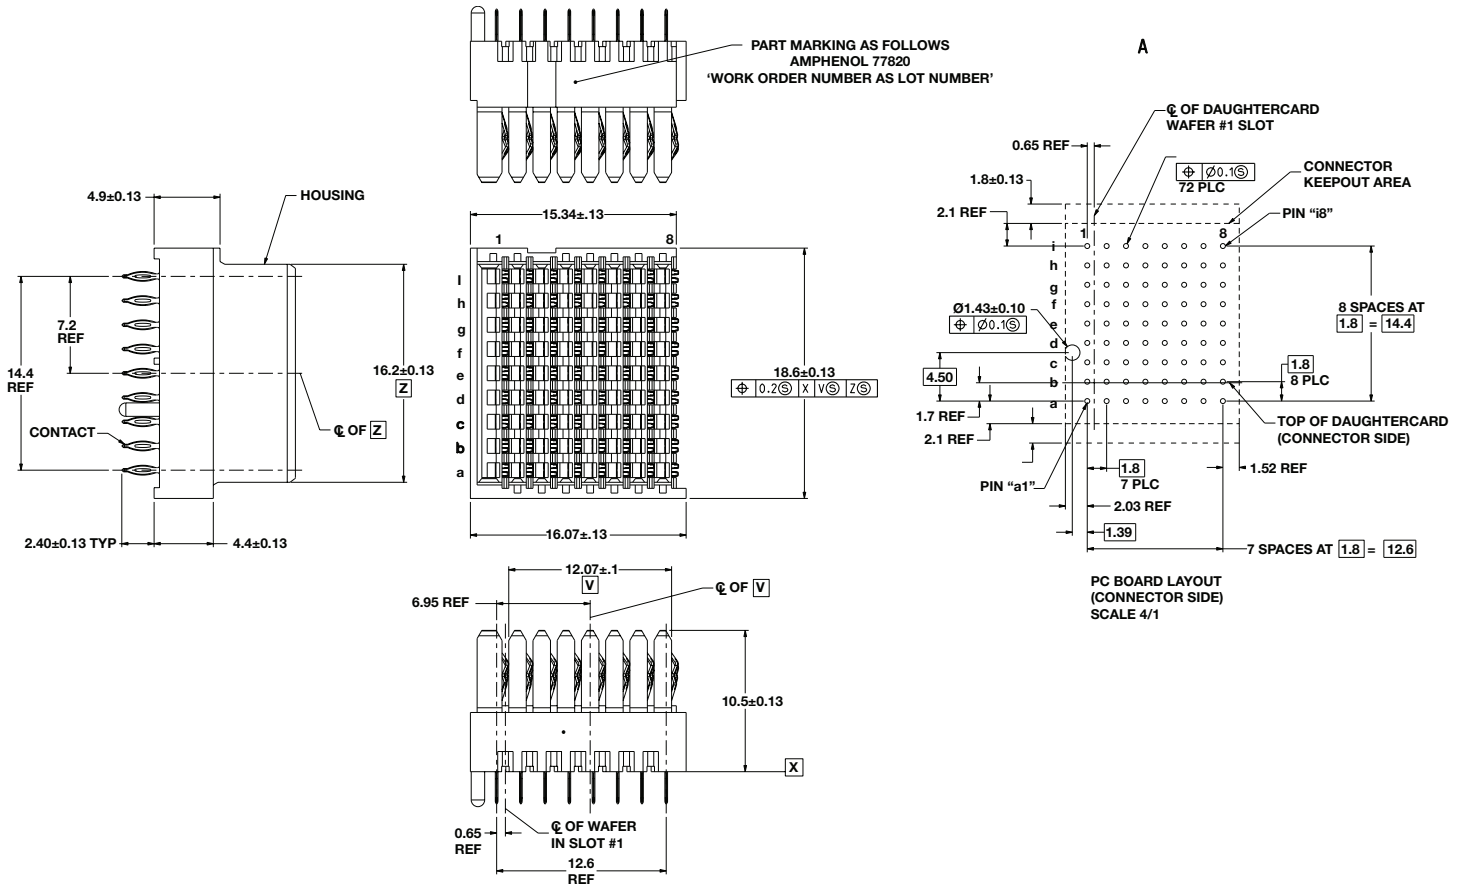 PART MARKING AS FOLLOWS
AMPHENOL 77820
‘WORK ORDER NUMBER AS LOT NUMBER’
A
4.9±0.13
HOUSING
7.2
REF
14.4
REF
16.2±0.13
Z
℄ OF Z
CONTACT
2.40±0.13 TYP
4.4±0.13
15.34±.13
1
8
I
h
g
f
e
d
c
b
a
18.6±0.13
⌖ 0.2Ⓢ X VⓈ ZⓈ
16.07±.13
℄ OF DAUGHTERCARD
WAFER #1 SLOT
0.65 REF
⌖ Ø0.1Ⓢ
72 PLC
CONNECTOR
KEEPOUT AREA
1.8±0.13
2.1 REF
PIN “i8”
1
8
i
h
g
f
e
d
c
b
a
Ø1.43±0.10
⌖ Ø0.1Ⓢ
8 SPACES AT
1.8 = 14.4
4.50
1.8
8 PLC
1.7 REF
2.1 REF
TOP OF DAUGHTERCARD
(CONNECTOR SIDE)
1.8
7 PLC
1.52 REF
PIN “a1”
2.03 REF
1.39
7 SPACES AT 1.8 = 12.6
PC BOARD LAYOUT
(CONNECTOR SIDE)
SCALE 4/1
12.07±.1
V
6.95 REF
℄ OF V
10.5±0.13
X
0.65
REF
℄ OF WAFER
IN SLOT #1
12.6
REF